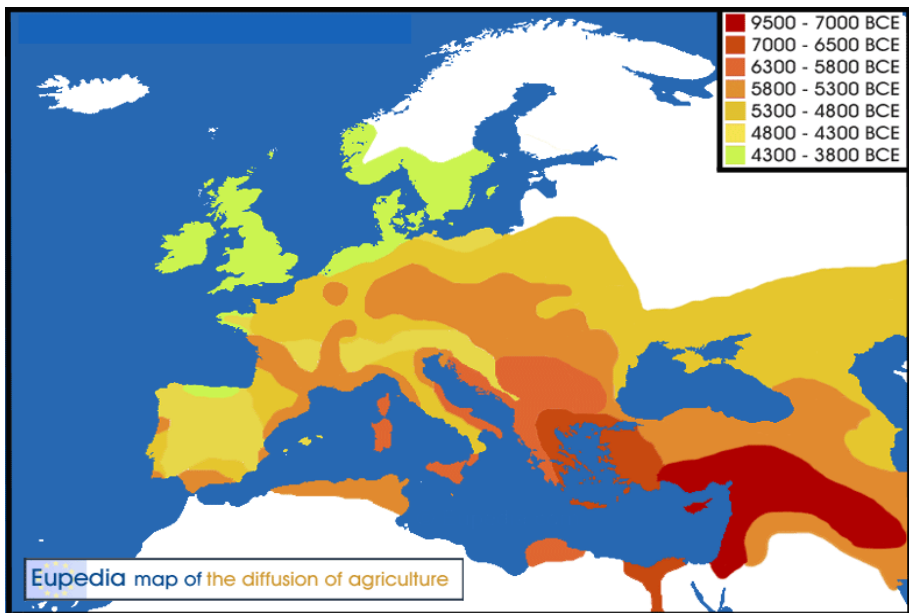 9500 - 7000 BCE
7000 - 6500 BCE
6300 - 5800 BCE
5800 - 5300 BCE
5300 - 4800 BCE
4800 - 4300 BCE
4300 - 3800 BCE
Eupedia map of the diffusion of agriculture